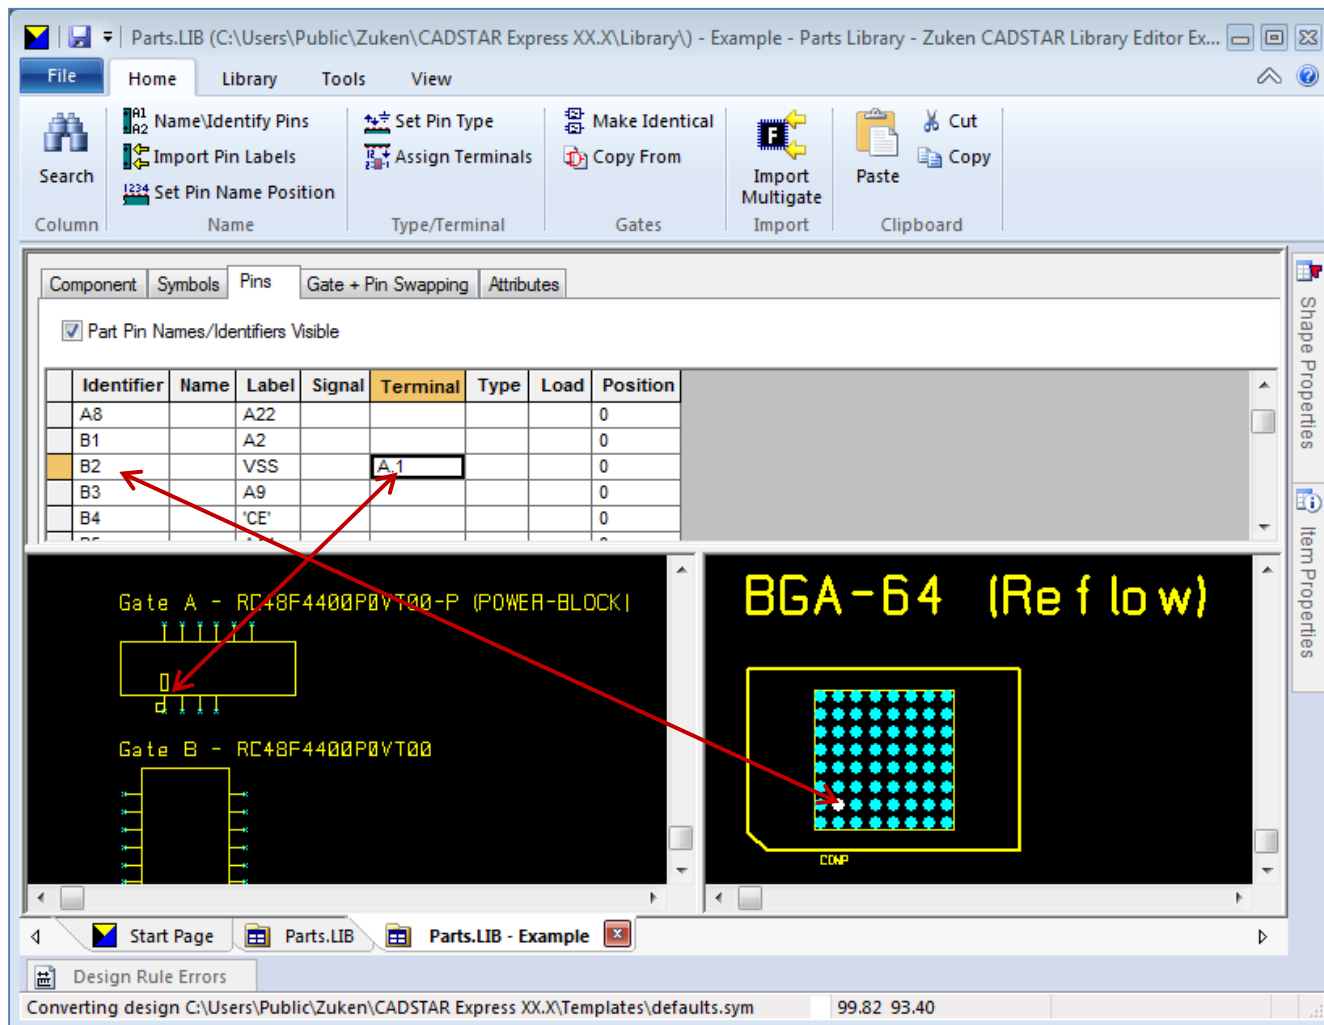 Parts.LIB (C:\Users\Public\Zuken\CADSTAR Express XX.X\Library\) - Example - Parts Library - Zuken CADSTAR Library Editor Ex...
File Home Library Tools View
Search
Column
Name\Identify Pins
Import Pin Labels
Set Pin Name Position
Name
Set Pin Type
Assign Terminals
Type/Terminal
Make Identical
Copy From
Gates
Import Multigate
Import
Paste
Cut
Copy
Clipboard
Component Symbols Pins Gate + Pin Swapping Attributes
Part Pin Names/Identifiers Visible
Identifier Name Label Signal Terminal Type Load Position
A8 A22 0
B1 A2 0
B2 VSS A.1 0
B3 A9 0
B4 'CE' 0
Shape Properties
Item Properties
Gate A - RC48F4400P0VT00-P (POWER-BLOCK)
Gate B - RC48F4400P0VT00
BGA-64 (Reflow)
COMP
Start Page Parts.LIB Parts.LIB - Example
Design Rule Errors
Converting design C:\Users\Public\Zuken\CADSTAR Express XX.X\Templates\defaults.sym 99.82 93.40